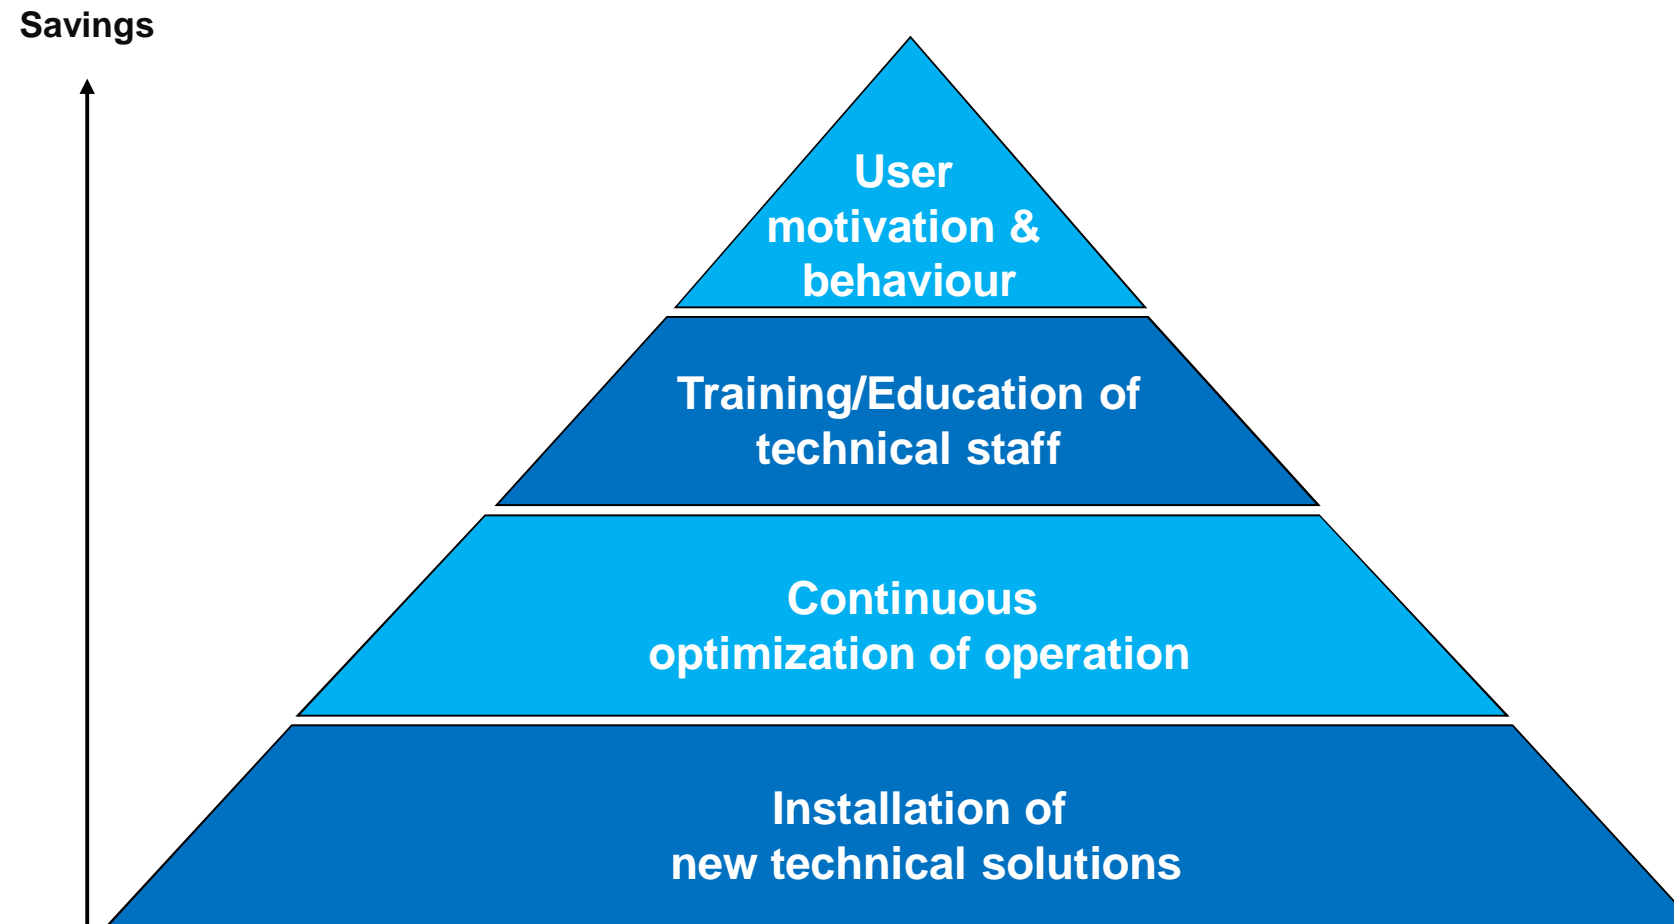 Savings
User
motivation &
behaviour
Training/Education of
technical staff
Continuous
optimization of operation
Installation of
new technical solutions